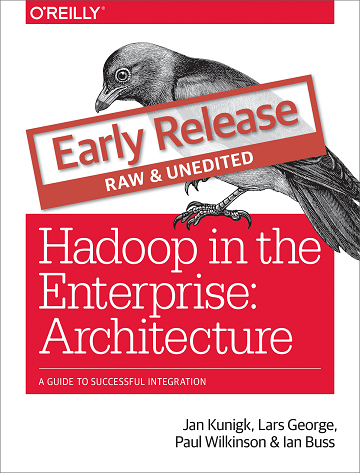 O'REILLY®
Early Release
RAW & UNEDITED
Hadoop in the
Enterprise:
Architecture
A GUIDE TO SUCCESSFUL INTEGRATION
Jan Kunigk, Lars George,
Paul Wilkinson & Ian Buss